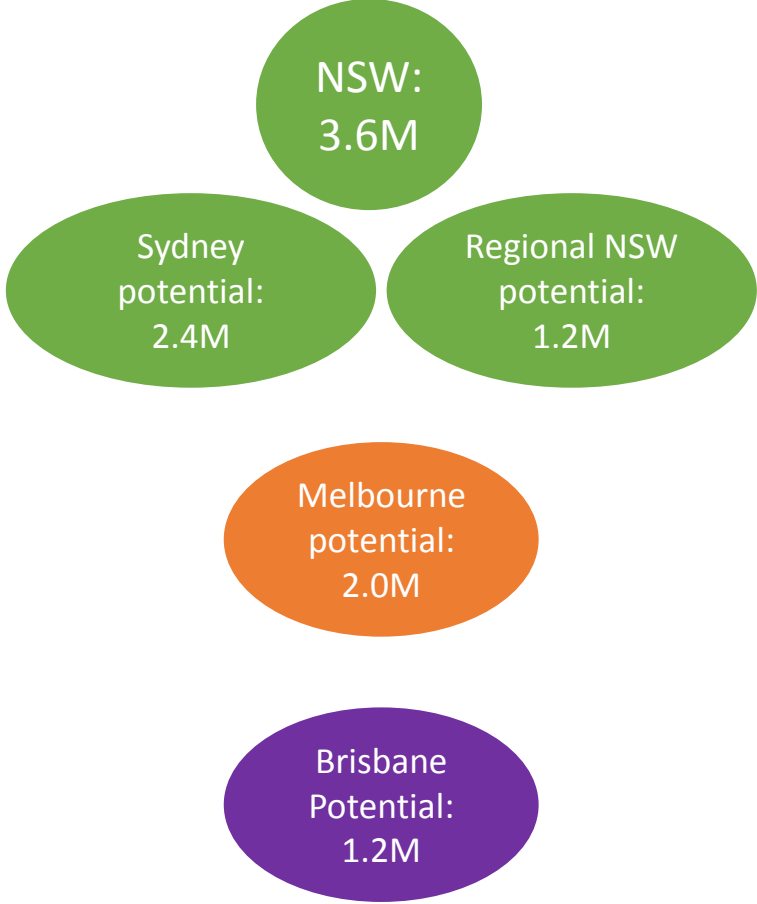 NSW:
3.6M
Sydney
potential:
2.4M
Regional NSW
potential:
1.2M
Melbourne
potential:
2.0M
Brisbane
Potential:
1.2M